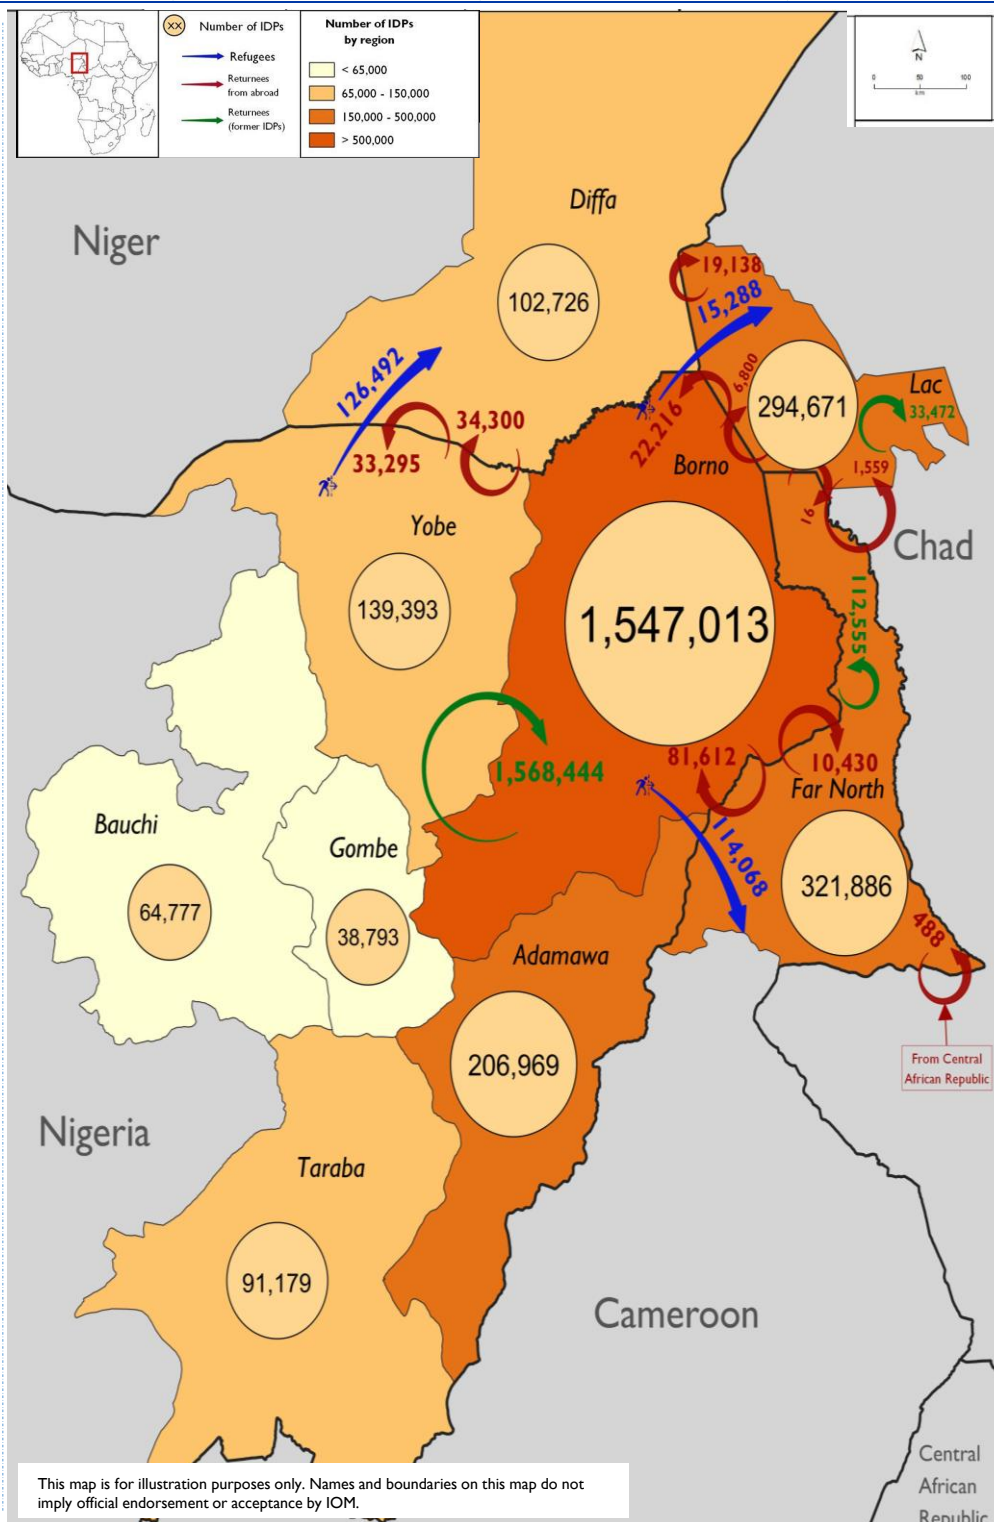 XX
Number of IDPs
Refugees
Returnees
from abroad
Returnees
(former IDPs)
Number of IDPs
by region
< 65,000
65,000 - 150,000
150,000 - 500,000
> 500,000
N
0 50 100
km
Diffa
Niger
19,138
15,288
102,726
126,492
6,800
Lac
294,671
33,472
34,300
22,216
33,295
Borno
1,559
16
Yobe
Chad
112,555
139,393
1,547,013
81,612
10,430
1,568,444
Far North
Bauchi
114,068
Gombe
321,886
64,777
38,793
488
Adamawa
206,969
From Central
African Republic
Nigeria
Taraba
91,179
Cameroon
Central
African
Republic
This map is for illustration purposes only. Names and boundaries on this map do not
imply official endorsement or acceptance by IOM.